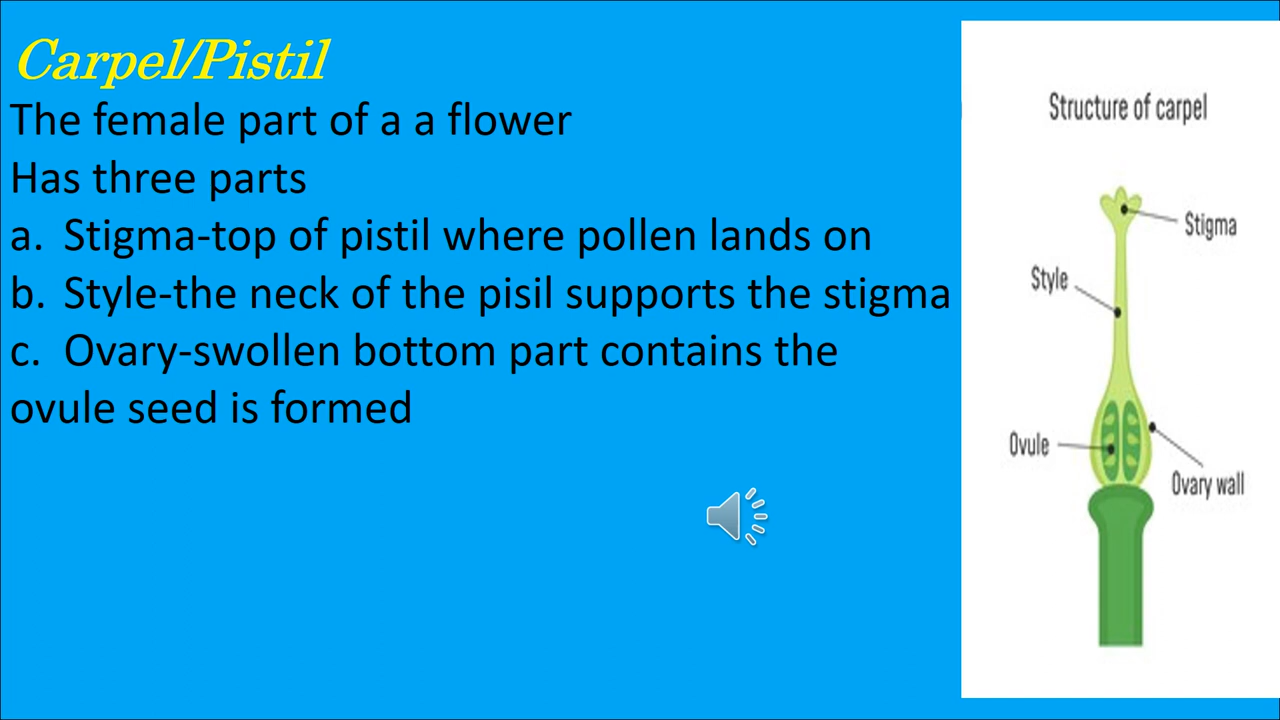 Carpel/Pistil
The female part of a a flower
Has three parts
a. Stigma-top of pistil where pollen lands on
b. Style-the neck of the pisil supports the stigma
c. Ovary-swollen bottom part contains the
ovule seed is formed
Structure of carpel
Stigma
Style
Ovule
Ovary wall